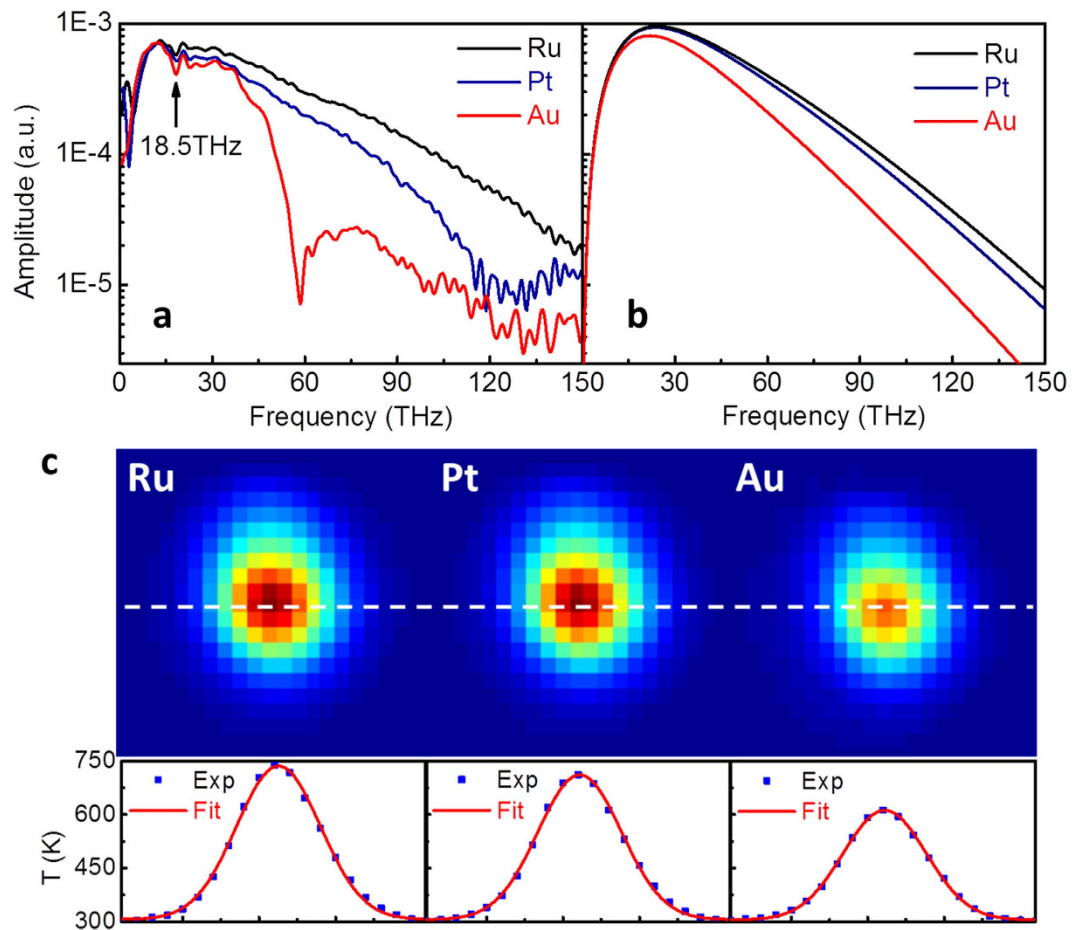 1E-3
1E-4
1E-5
Amplitude (a.u.)
Ru
Pt
Au
18.5THz
a
0 30 60 90 120 150
Frequency (THz)
Ru
Pt
Au
b
30 60 90 120 150
Frequency (THz)
c
Ru Pt Au
750
600
450
300
T (K)
Exp
Fit
Exp
Fit
Exp
Fit